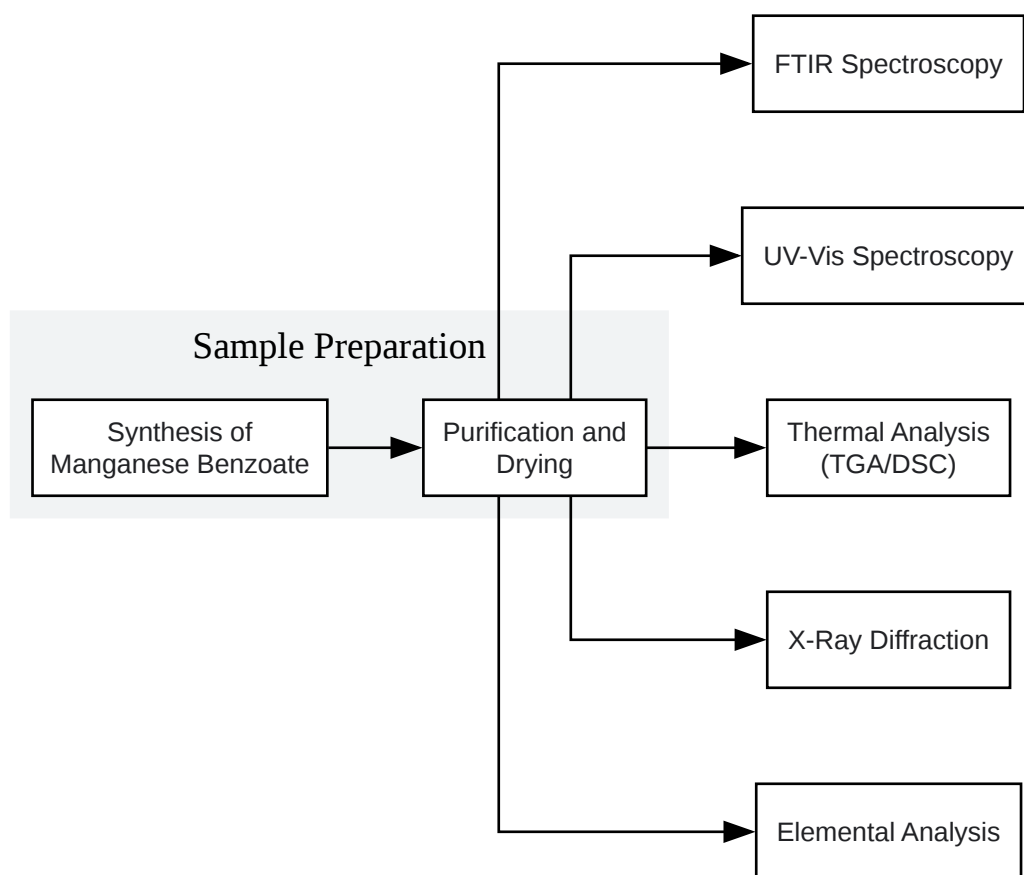 FTIR Spectroscopy
UV-Vis Spectroscopy
Sample Preparation
Synthesis of
Manganese Benzoate
Purification and
Drying
Thermal Analysis
(TGA/DSC)
X-Ray Diffraction
Elemental Analysis